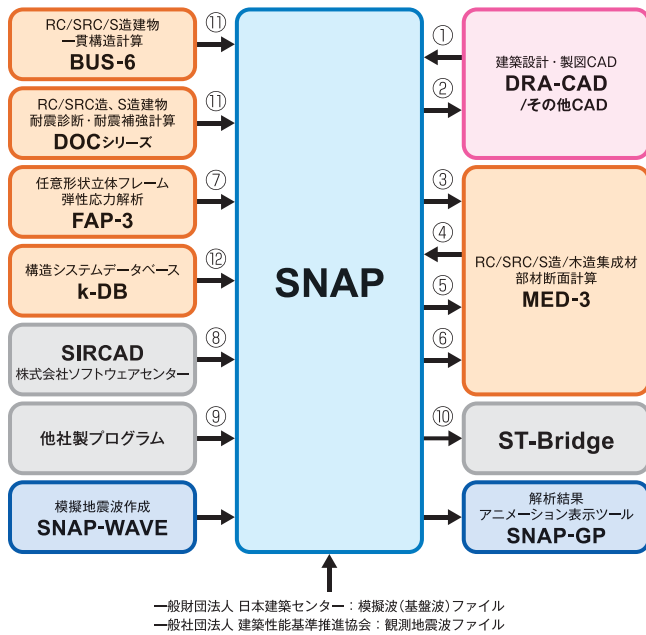 RC/SRC/S造建物
一貫構造計算
BUS-6
⑪
RC/SRC造、S造建物
耐震診断・耐震補強計算
DOCシリーズ
⑪
任意形状立体フレーム
弾性応力解析
FAP-3
⑦
構造システムデータベース
k-DB
⑫
SIRCAD
株式会社ソフトウェアセンター
⑧
他社製プログラム
⑨
模擬地震波作成
SNAP-WAVE
SNAP
①
②
建築設計・製図CAD
DRA-CAD
/その他CAD
③
④
⑤
⑥
RC/SRC/S造/木造集成材
部材断面計算
MED-3
⑩
ST-Bridge
解析結果
アニメーション表示ツール
SNAP-GP
一般財団法人 日本建築センター：模擬波（基盤波）ファイル
一般社団法人 建築性能基準推進協会：観測地震波ファイル